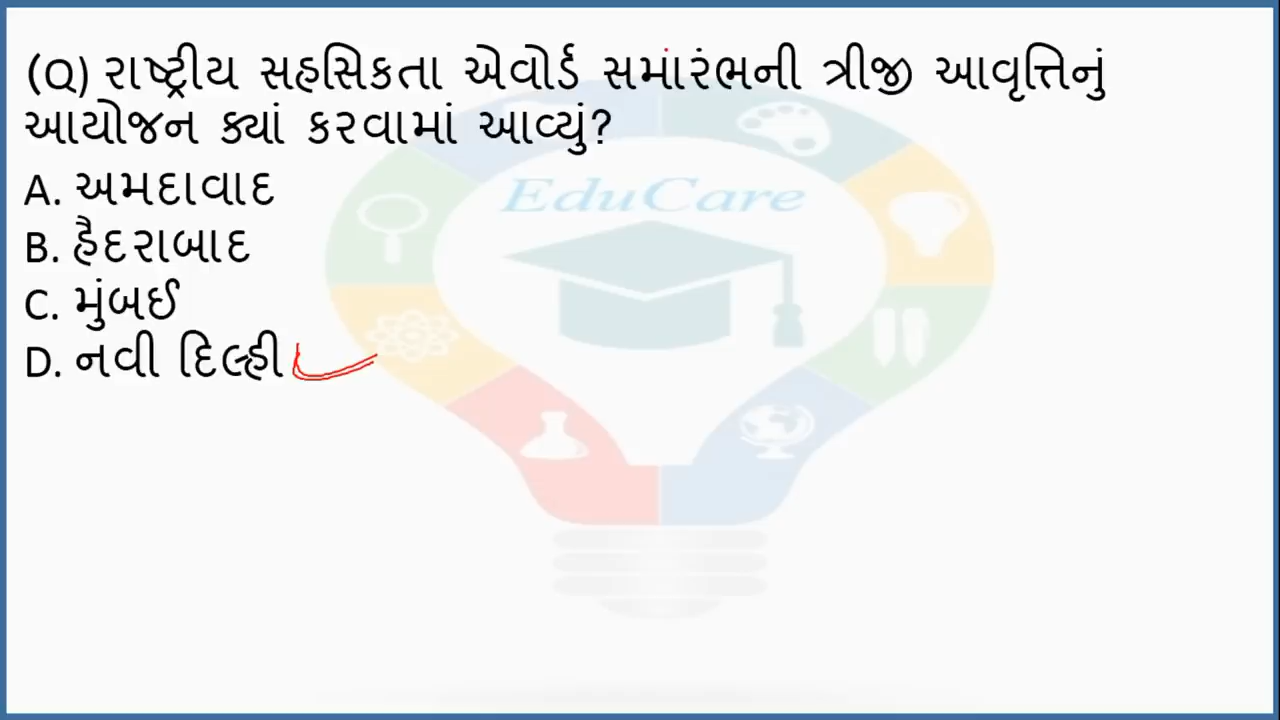 (Q) રાષ્ટ્રીય સહસિકતા એવોર્ડ સમાંરંભની ત્રીજી આવૃત્તિનું
આયોજન ક્યાં કરવામાં આવ્યું?
EduCare
A. અમદાવાદ
B. હૈદરાબાદ
C. મુંબઈ
D. નવી દિલ્હી